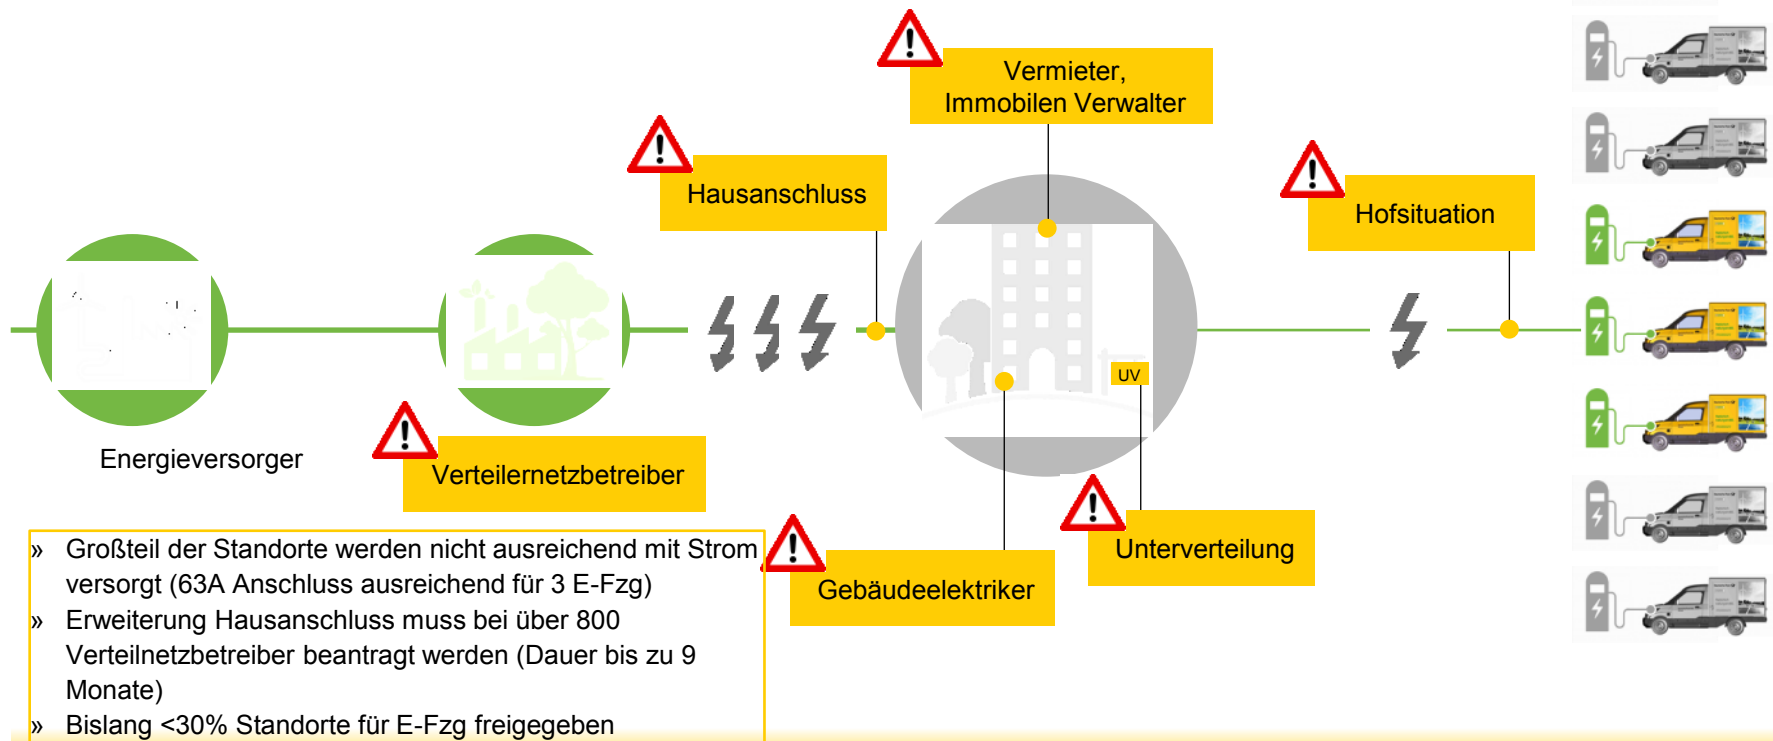 Vermieter,
Immobilen Verwalter
Hausanschluss
Hofsituation
UV
Energieversorger
Verteilernetzbetreiber
Unterverteilung
Gebäudeelektriker
» Großteil der Standorte werden nicht ausreichend mit Strom
versorgt (63A Anschluss ausreichend für 3 E-Fzg)
» Erweiterung Hausanschluss muss bei über 800
Verteilnetzbetreiber beantragt werden (Dauer bis zu 9
Monate)
» Bislang <30% Standorte für E-Fzg freigegeben